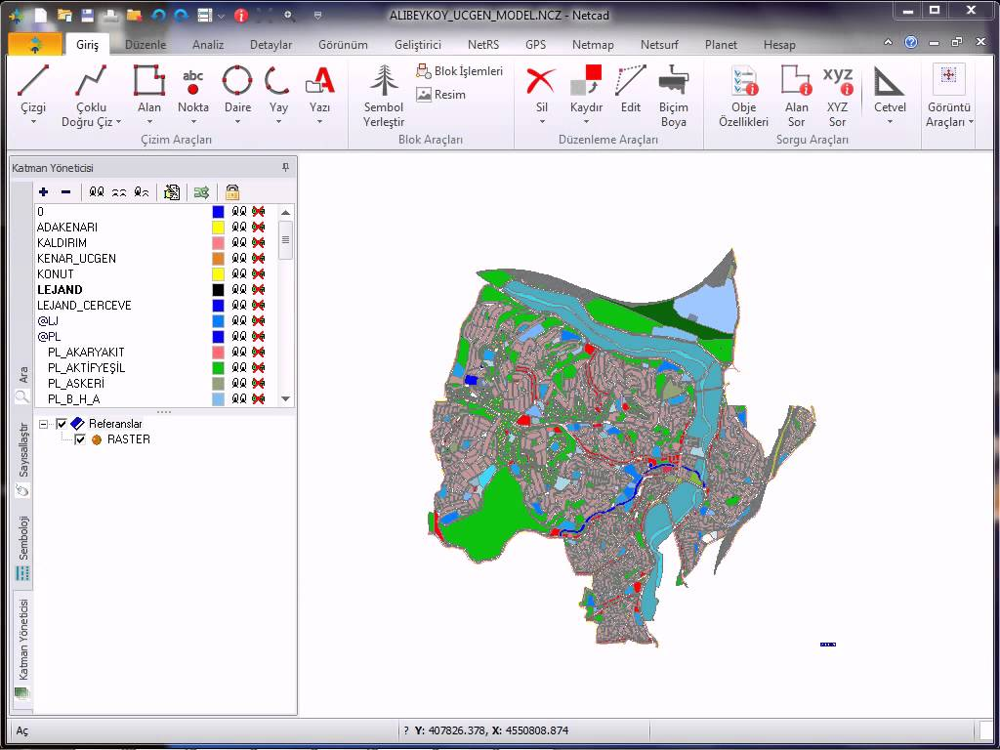 ALIBEYKOY_UCGEN_MODEL.NCZ - Netcad
Giriş Düzenle Analiz Detaylar Görünüm Geliştirici NetRS GPS Netmap Netsurf Planet Hesap
Çizgi Çoklu Doğru Çiz Alan abc Nokta Daire Yay Yazı
Çizim Araçları
Sembol Yerleştir Blok İşlemleri
Resim
Blok Araçları
Sil Kaydır Edit Biçim Boya
Düzenleme Araçları
Obje Özellikleri Alan Sor xyz XYZ Sor
Sorgu Araçları
Cetvel
Görüntü Araçları
Katman Yöneticisi
0
ADAKENARI
KALDIRIM
KENAR_UCGEN
KONUT
LEJAND
LEJAND_CERCEVE
@LJ
@PL
PL_AKARYAKIT
PL_AKTİFYEŞİL
PL_ASKERİ
PL_B_H_A
Referanslar
RASTER
Ara
Sayısallaştır
Semboloji
Katman Yöneticisi
Aç
? Y: 407826.378, X: 4550808.874